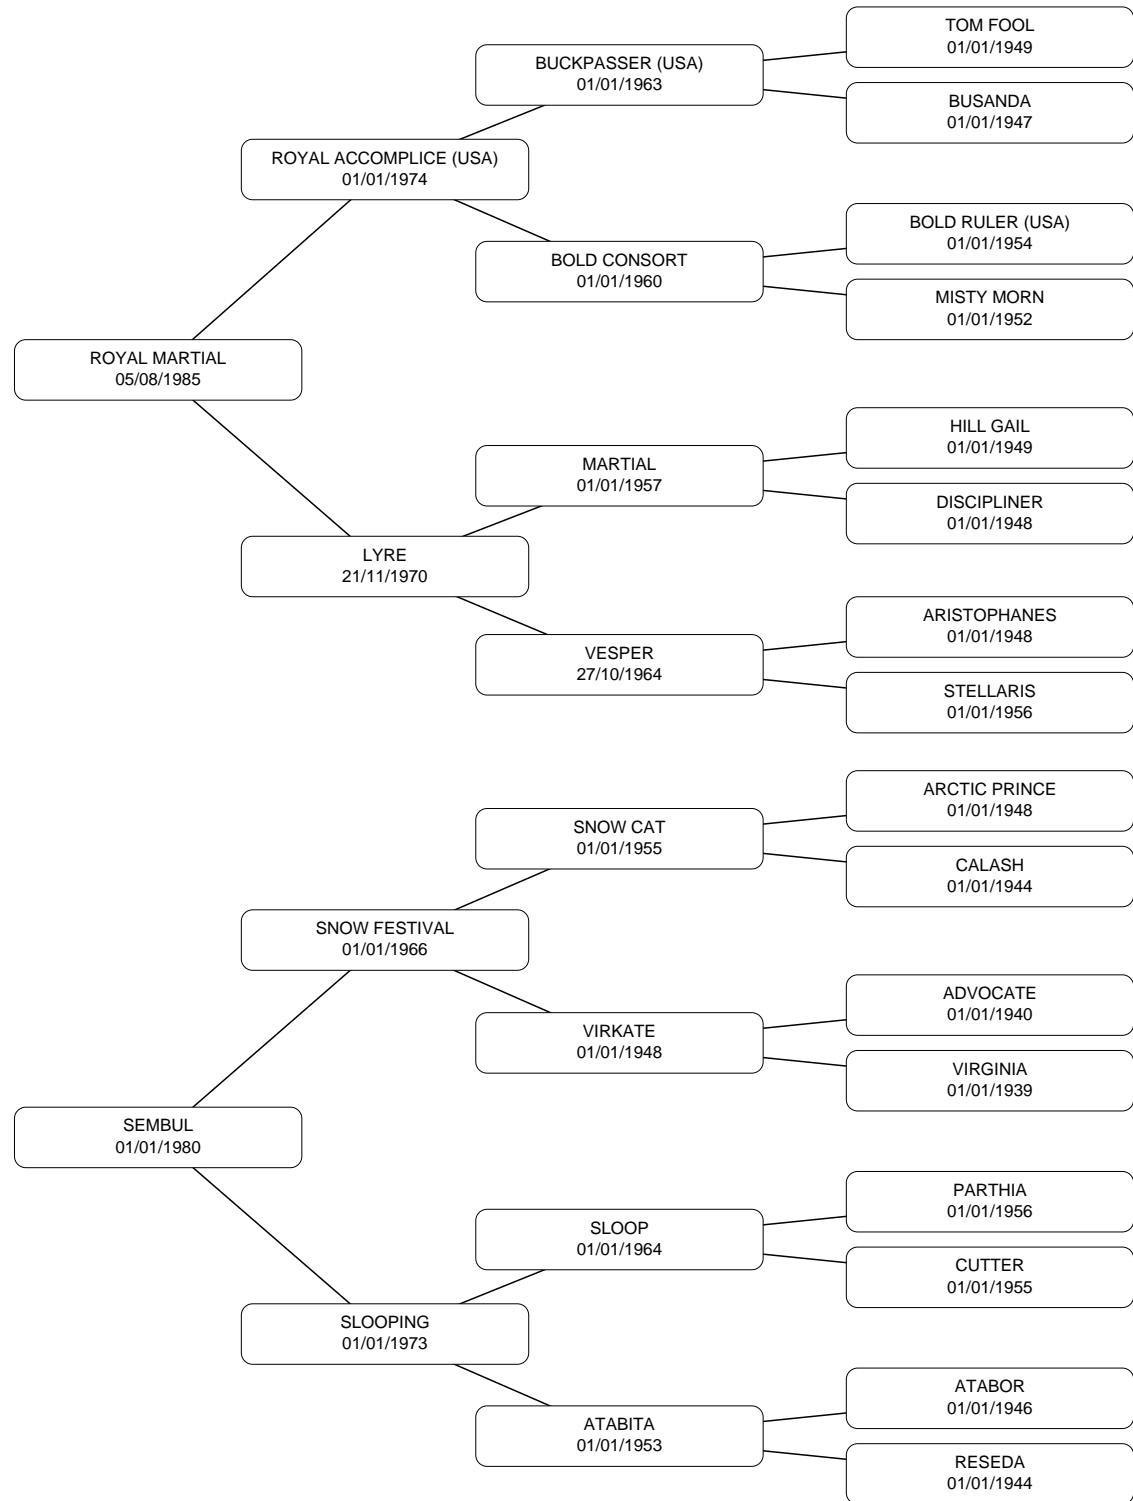 TOM FOOL
01/01/1949
BUCKPASSER (USA)
01/01/1963
BUSANDA
01/01/1947
ROYAL ACCOMPLICE (USA)
01/01/1974
BOLD RULER (USA)
01/01/1954
BOLD CONSORT
01/01/1960
MISTY MORN
01/01/1952
ROYAL MARTIAL
05/08/1985
HILL GAIL
01/01/1949
MARTIAL
01/01/1957
DISCIPLINER
01/01/1948
LYRE
21/11/1970
ARISTOPHANES
01/01/1948
VESPER
27/10/1964
STELLARIS
01/01/1956
ARCTIC PRINCE
01/01/1948
SNOW CAT
01/01/1955
CALASH
01/01/1944
SNOW FESTIVAL
01/01/1966
ADVOCATE
01/01/1940
VIRKATE
01/01/1948
VIRGINIA
01/01/1939
SEMBUL
01/01/1980
PARTHIA
01/01/1956
SLOOP
01/01/1964
CUTTER
01/01/1955
SLOOPING
01/01/1973
ATABOR
01/01/1946
ATABITA
01/01/1953
RESEDA
01/01/1944